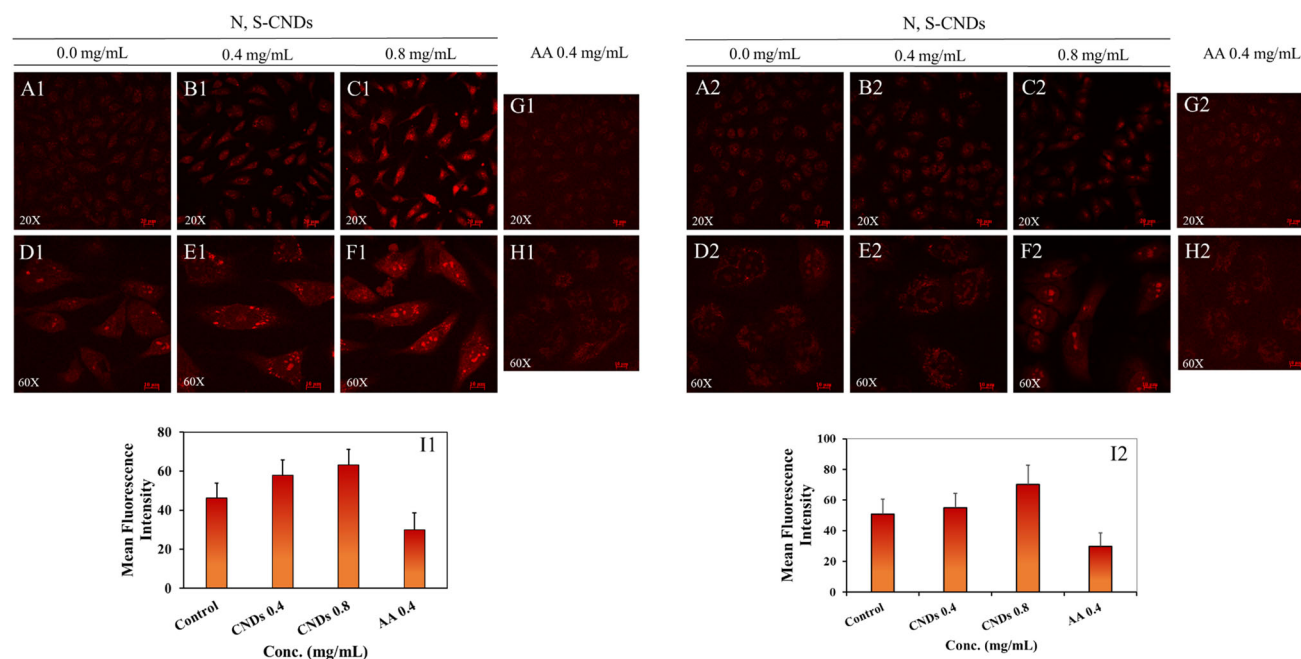 N, S-CNDs
0.0 mg/mL 0.4 mg/mL 0.8 mg/mL AA 0.4 mg/mL
A1 B1 C1 G1
20X 20X 20X 20X
D1 E1 F1 H1
60X 60X 60X 60X
I1
Mean Fluorescence
Intensity
80
60
40
20
0
Control CNDs 0.4 CNDs 0.8 AA 0.4
Conc. (mg/mL)
N, S-CNDs
0.0 mg/mL 0.4 mg/mL 0.8 mg/mL AA 0.4 mg/mL
A2 B2 C2 G2
20X 20X 20X 20X
D2 E2 F2 H2
60X 60X 60X 60X
I2
Mean Fluorescence
Intensity
100
80
60
40
20
0
Control CNDs 0.4 CNDs 0.8 AA 0.4
Conc. (mg/mL)